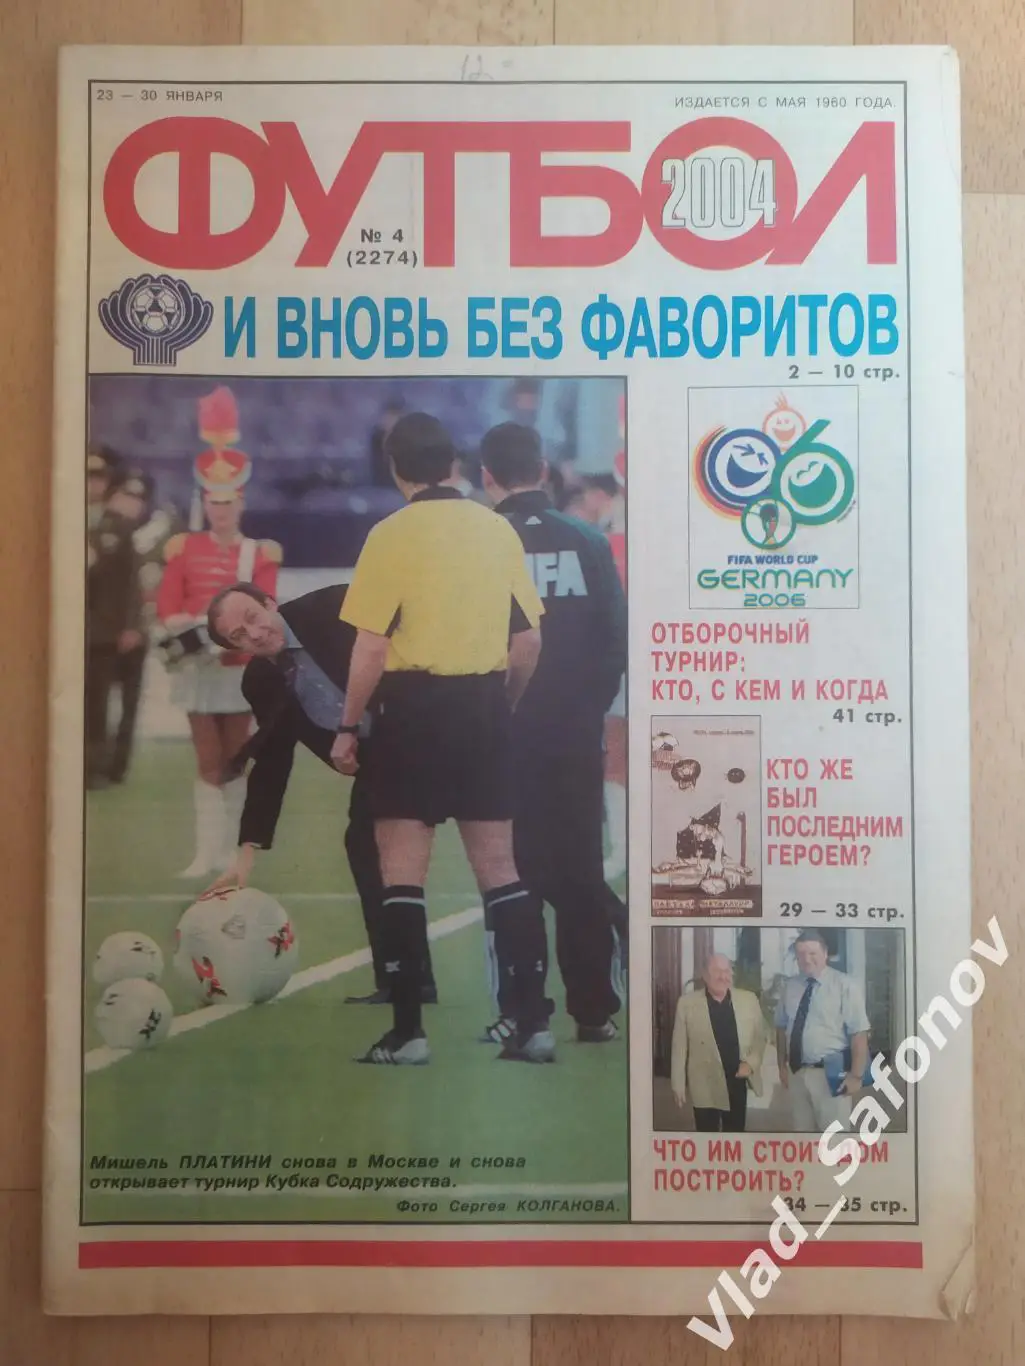 12
23 — 30 ЯНВАРЯ
ИЗДАЕТСЯ С МАЯ 1960 ГОДА.
ФУТБОЛ
2004
№ 4
(2274)
И ВНОВЬ БЕЗ ФАВОРИТОВ
2 — 10 стр.
FIFA WORLD CUP
GERMANY
2006
ОТБОРОЧНЫЙ
ТУРНИР:
КТО, С КЕМ И КОГДА
41 стр.
КТО ЖЕ
БЫЛ
ПОСЛЕДНИМ
ГЕРОЕМ?
29 — 33 стр.
ЧТО ИМ СТОИТ ДОМ
ПОСТРОИТЬ?
34 — 35 стр.
Мишель ПЛАТИНИ снова в Москве и снова
открывает турнир Кубка Содружества.
Фото Сергея КОЛГАНОВА.
Vlad_Safonov